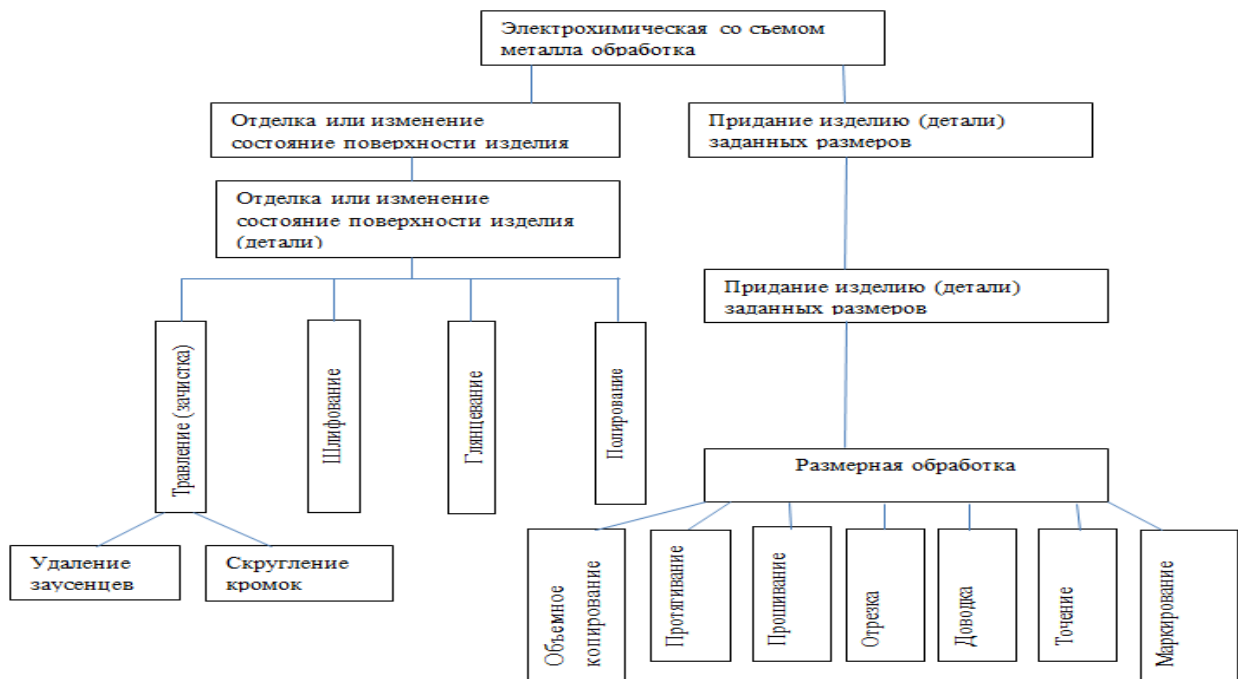 Электрохимическая со съемом
металла обработка
Отделка или изменение
состояние поверхности изделия
Придание изделию (детали)
заданных размеров
Отделка или изменение
состояние поверхности изделия
(детали)
Придание изделию (детали)
заданных размеров
Травление (зачистка)
Шлифование
Глянцевание
Полирование
Размерная обработка
Удаление
заусенцев
Скругление
кромок
Объемное
копирование
Протягивание
Прошивание
Отрезка
Доводка
Точение
Маркирование